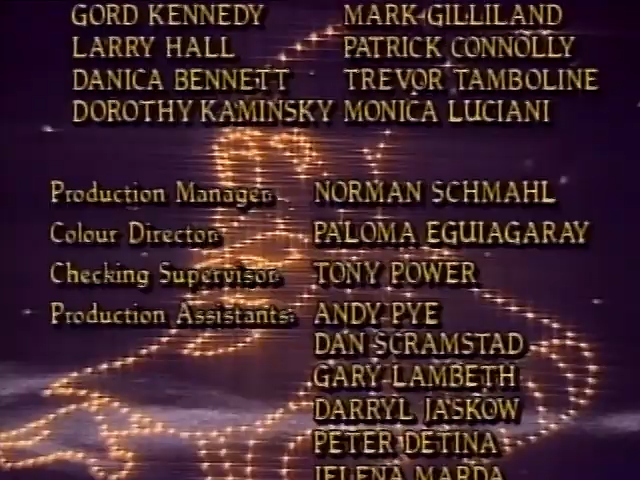 GORD KENNEDY MARK GILLILAND
LARRY HALL PATRICK CONNOLLY
DANICA BENNETT TREVOR TAMBOLINE
DOROTHY KAMINSKY MONICA LUCIANI
Production Manager: NORMAN SCHMAHL
Colour Director: PALOMA EGUIAGARAY
Checking Supervisor: TONY POWER
Production Assistants: ANDY PYE
DAN SCRAMSTAD
GARY LAMBETH
DARRYL JASKOW
PETER DETINA
JELENA MARDA